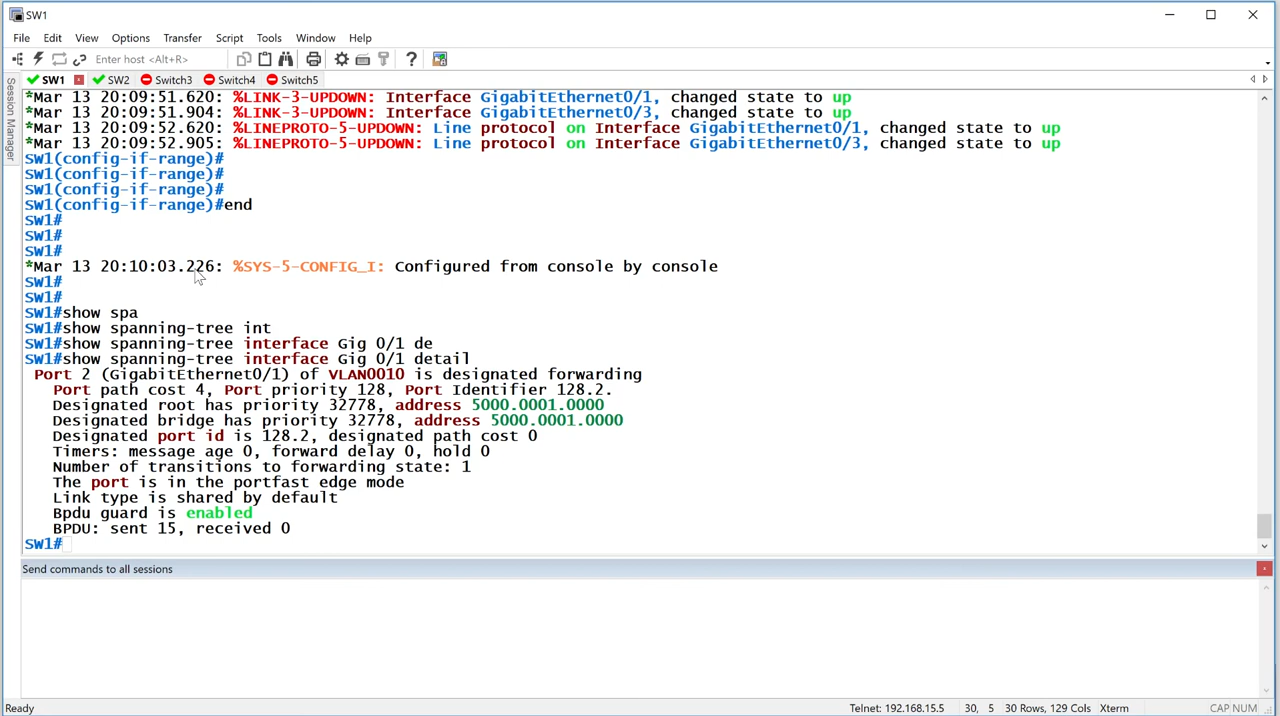 SW1
File Edit View Options Transfer Script Tools Window Help
Enter host <Alt+R>
SW1 SW2 Switch3 Switch4 Switch5
Session Manager
*Mar 13 20:09:51.620: %LINK-3-UPDOWN: Interface GigabitEthernet0/1, changed state to up
*Mar 13 20:09:51.904: %LINK-3-UPDOWN: Interface GigabitEthernet0/3, changed state to up
*Mar 13 20:09:52.620: %LINEPROTO-5-UPDOWN: Line protocol on Interface GigabitEthernet0/1, changed state to up
*Mar 13 20:09:52.905: %LINEPROTO-5-UPDOWN: Line protocol on Interface GigabitEthernet0/3, changed state to up
SW1(config-if-range)#
SW1(config-if-range)#
SW1(config-if-range)#
SW1(config-if-range)#end
SW1#
SW1#
SW1#
*Mar 13 20:10:03.226: %SYS-5-CONFIG_I: Configured from console by console
SW1#
SW1#
SW1#show spa
SW1#show spanning-tree int
SW1#show spanning-tree interface Gig 0/1 de
SW1#show spanning-tree interface Gig 0/1 detail
Port 2 (GigabitEthernet0/1) of VLAN0010 is designated forwarding
Port path cost 4, Port priority 128, Port Identifier 128.2.
Designated root has priority 32778, address 5000.0001.0000
Designated bridge has priority 32778, address 5000.0001.0000
Designated port id is 128.2, designated path cost 0
Timers: message age 0, forward delay 0, hold 0
Number of transitions to forwarding state: 1
The port is in the portfast edge mode
Link type is shared by default
Bpdu guard is enabled
BPDU: sent 15, received 0
SW1#
Send commands to all sessions
Ready Telnet: 192.168.15.5 30, 5 30 Rows, 129 Cols Xterm CAP NUM